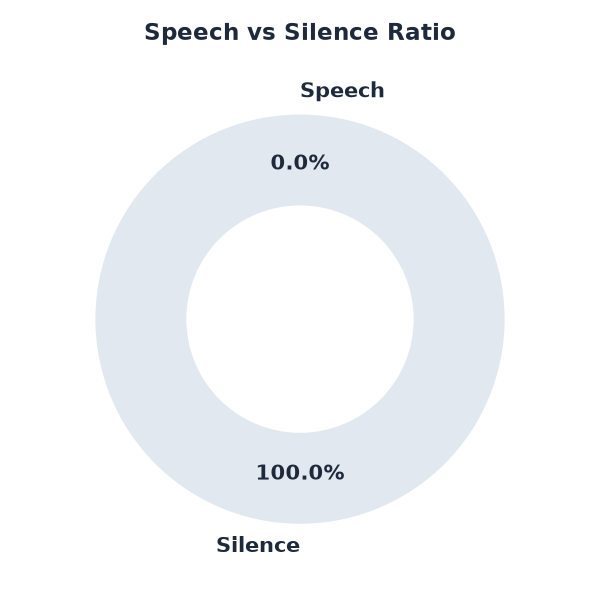 Speech vs Silence Ratio
Speech
0.0%
100.0%
Silence